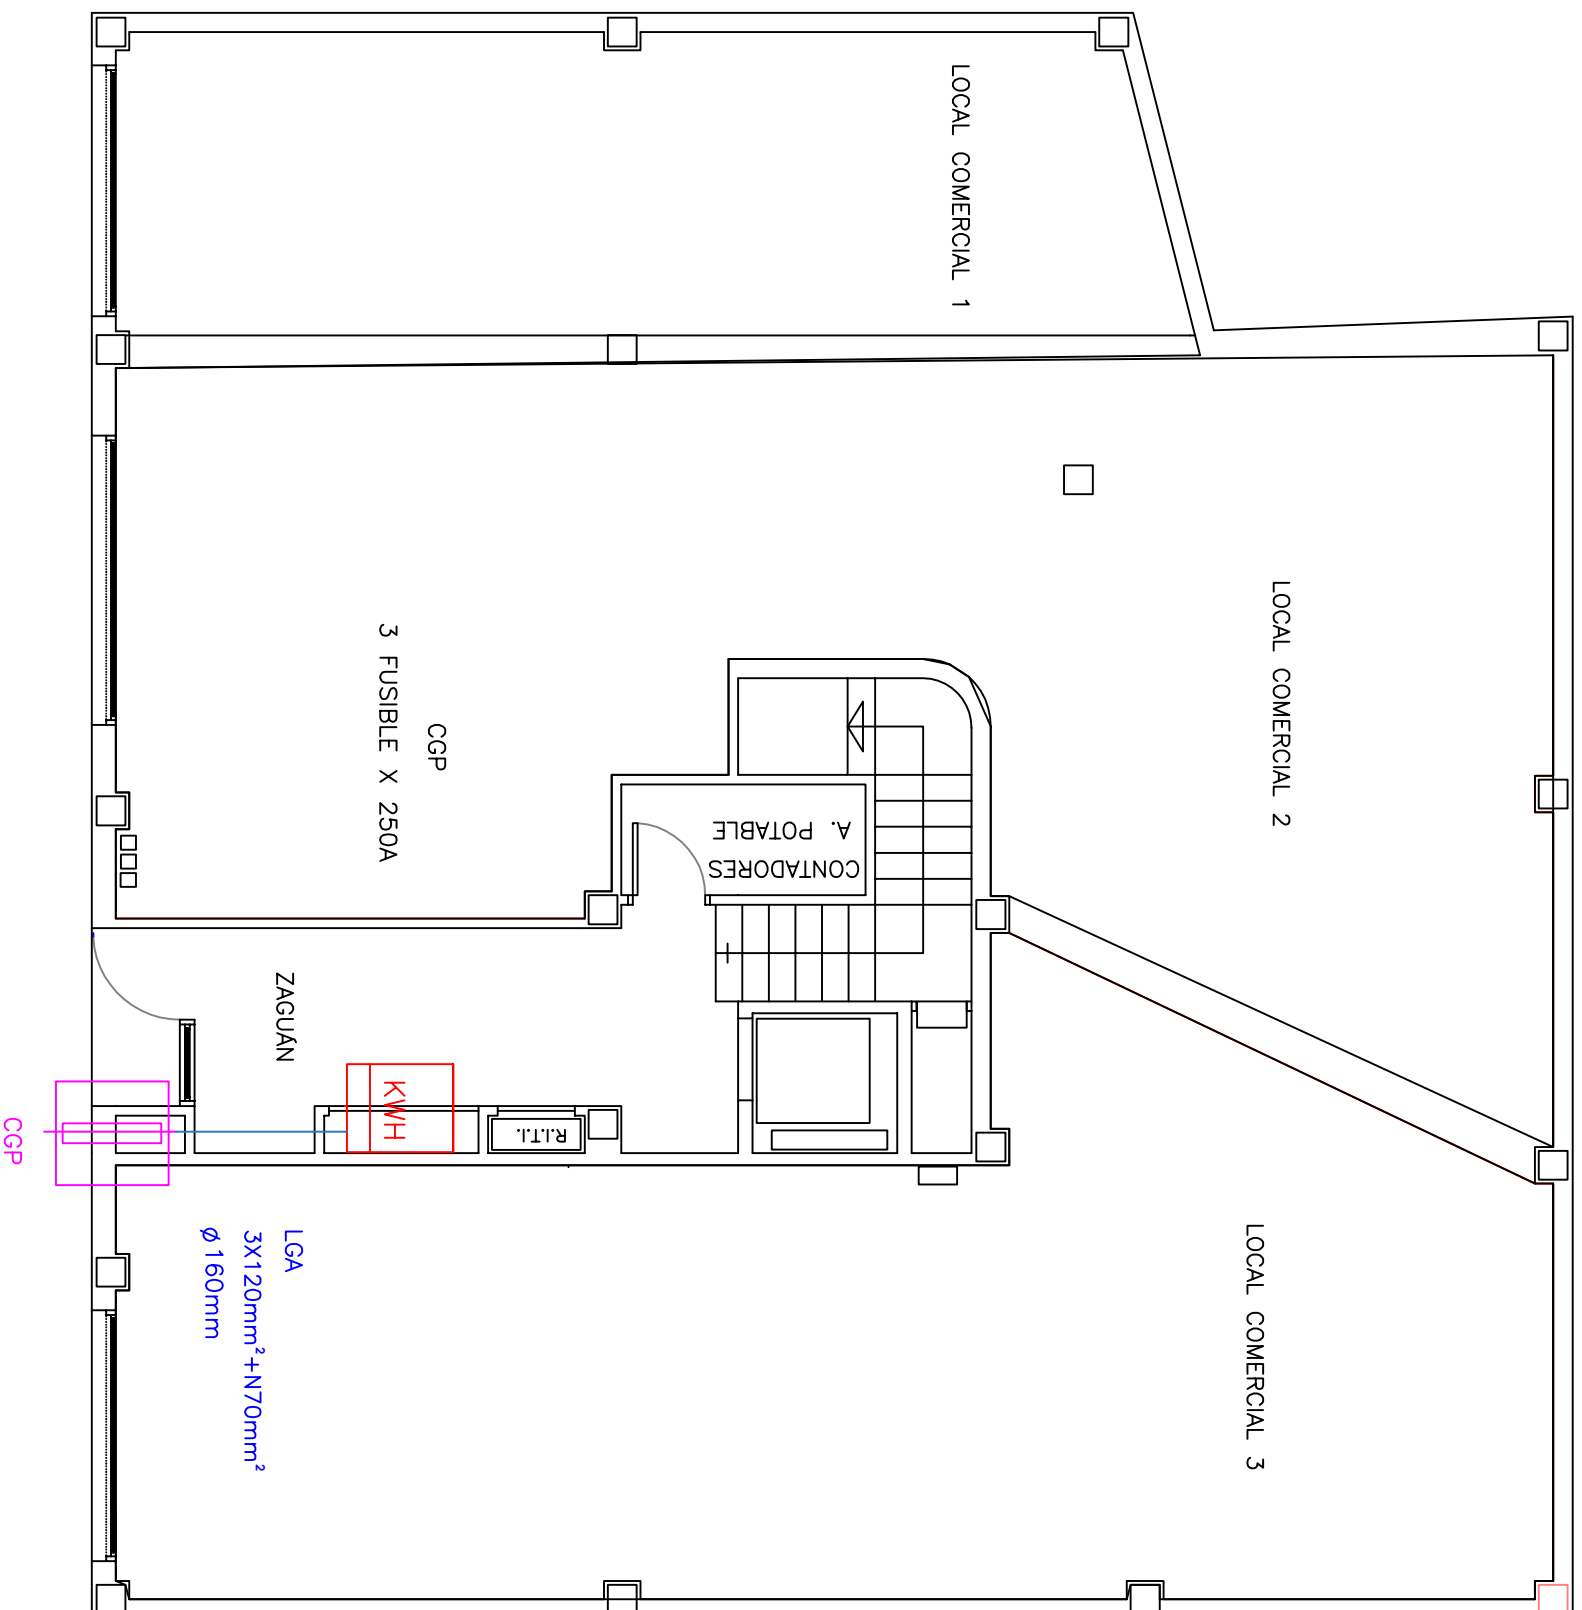 LOCAL COMERCIAL 1
LOCAL COMERCIAL 2
CGP
3 FUSIBLE X 250A
CONTADORES
A. POTABLE
ZAGUÁN
KWH
R.I.T.I.
CGP
LGA
3X120mm²+N70mm²
Ø160mm
LOCAL COMERCIAL 3